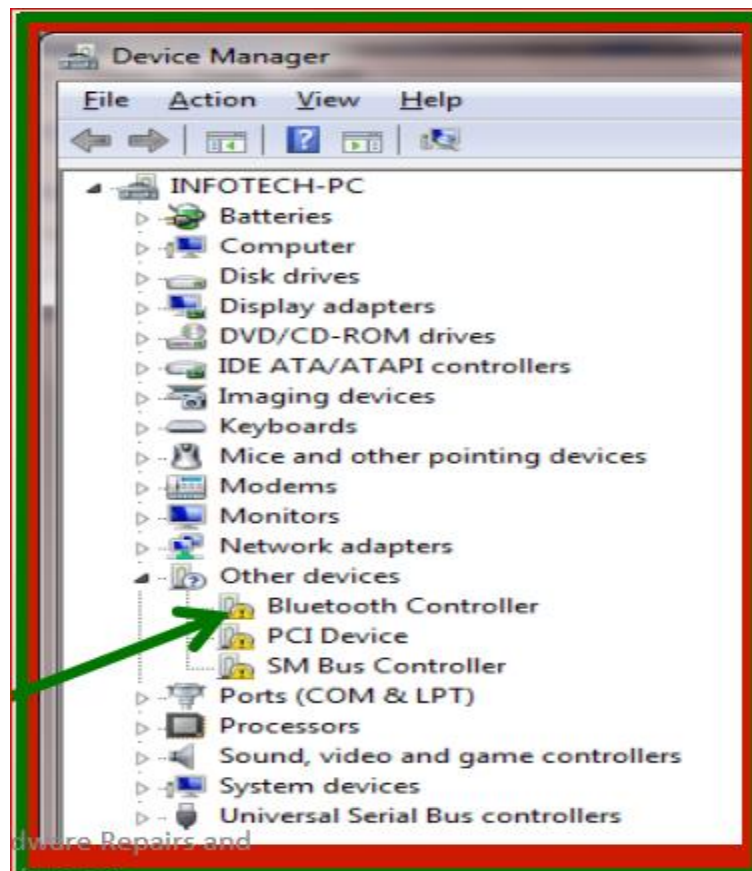 Device Manager
File Action View Help
INFOTECH-PC
Batteries
Computer
Disk drives
Display adapters
DVD/CD-ROM drives
IDE ATA/ATAPI controllers
Imaging devices
Keyboards
Mice and other pointing devices
Modems
Monitors
Network adapters
Other devices
Bluetooth Controller
PCI Device
SM Bus Controller
Ports (COM & LPT)
Processors
Sound, video and game controllers
System devices
Universal Serial Bus controllers
dware Repairs and